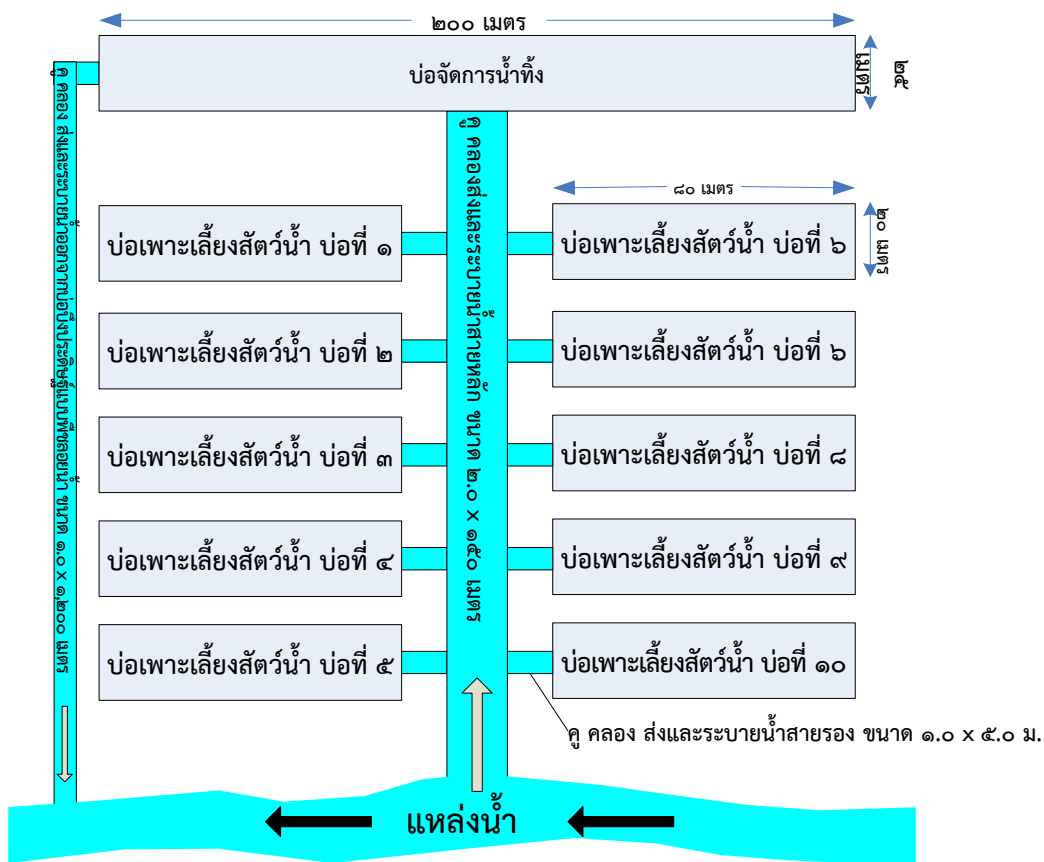 ๒๐๐ เมตร
บ่อจัดการน้ำทิ้ง
๒๕
เมตร
คู คลอง ส่งและระบายน้ำออกจากบ่อบึงประดิษฐ์แบบพืชลอยน้ำ ขนาด ๑.๐ x ๑,๒๐๐ เมตร
คู คลองส่งและระบายน้ำสายหลัก ขนาด ๒.๐ x ๑๕๐ เมตร
๘๐ เมตร
๒๐ เมตร
บ่อเพาะเลี้ยงสัตว์น้ำ บ่อที่ ๑
บ่อเพาะเลี้ยงสัตว์น้ำ บ่อที่ ๖
บ่อเพาะเลี้ยงสัตว์น้ำ บ่อที่ ๒
บ่อเพาะเลี้ยงสัตว์น้ำ บ่อที่ ๖
บ่อเพาะเลี้ยงสัตว์น้ำ บ่อที่ ๓
บ่อเพาะเลี้ยงสัตว์น้ำ บ่อที่ ๘
บ่อเพาะเลี้ยงสัตว์น้ำ บ่อที่ ๔
บ่อเพาะเลี้ยงสัตว์น้ำ บ่อที่ ๙
บ่อเพาะเลี้ยงสัตว์น้ำ บ่อที่ ๕
บ่อเพาะเลี้ยงสัตว์น้ำ บ่อที่ ๑๐
คู คลอง ส่งและระบายน้ำสายรอง ขนาด ๑.๐ x ๕.๐ ม.
แหล่งน้ำ